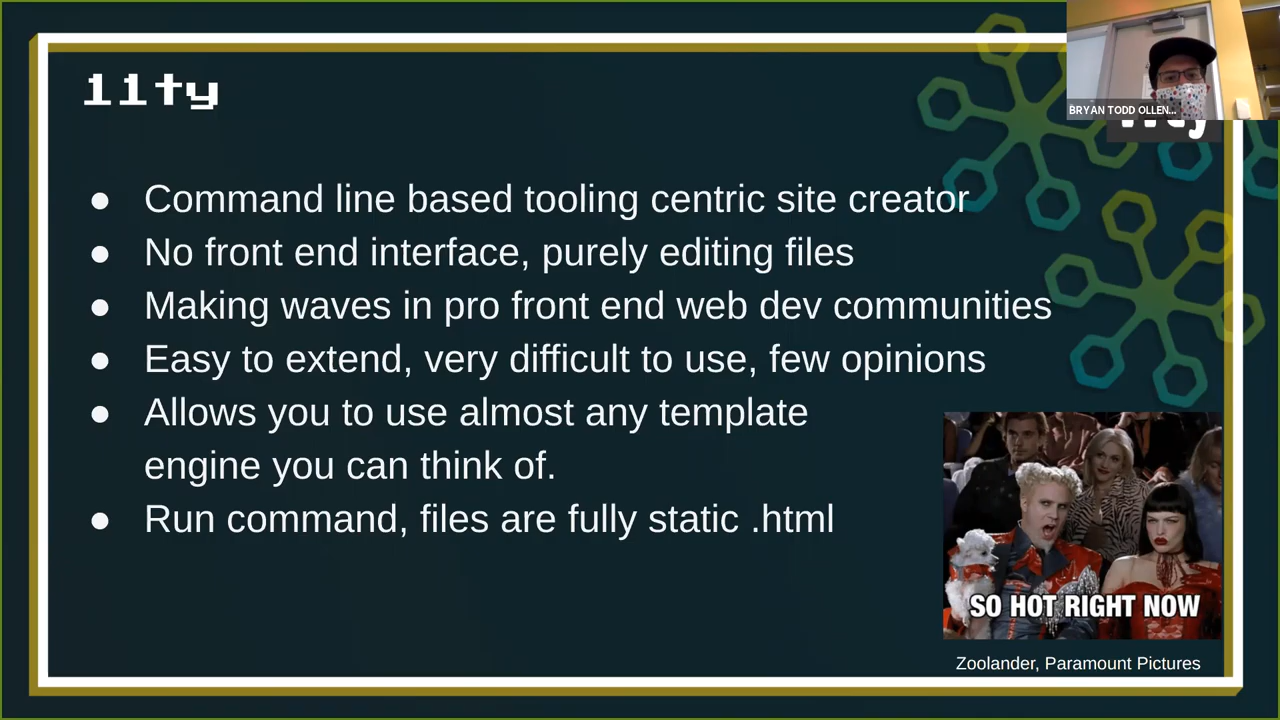 11ty
BRYAN TODD OLLEN...
● Command line based tooling centric site creator
● No front end interface, purely editing files
● Making waves in pro front end web dev communities
● Easy to extend, very difficult to use, few opinions
● Allows you to use almost any template
engine you can think of.
● Run command, files are fully static .html
SO HOT RIGHT NOW
Zoolander, Paramount Pictures